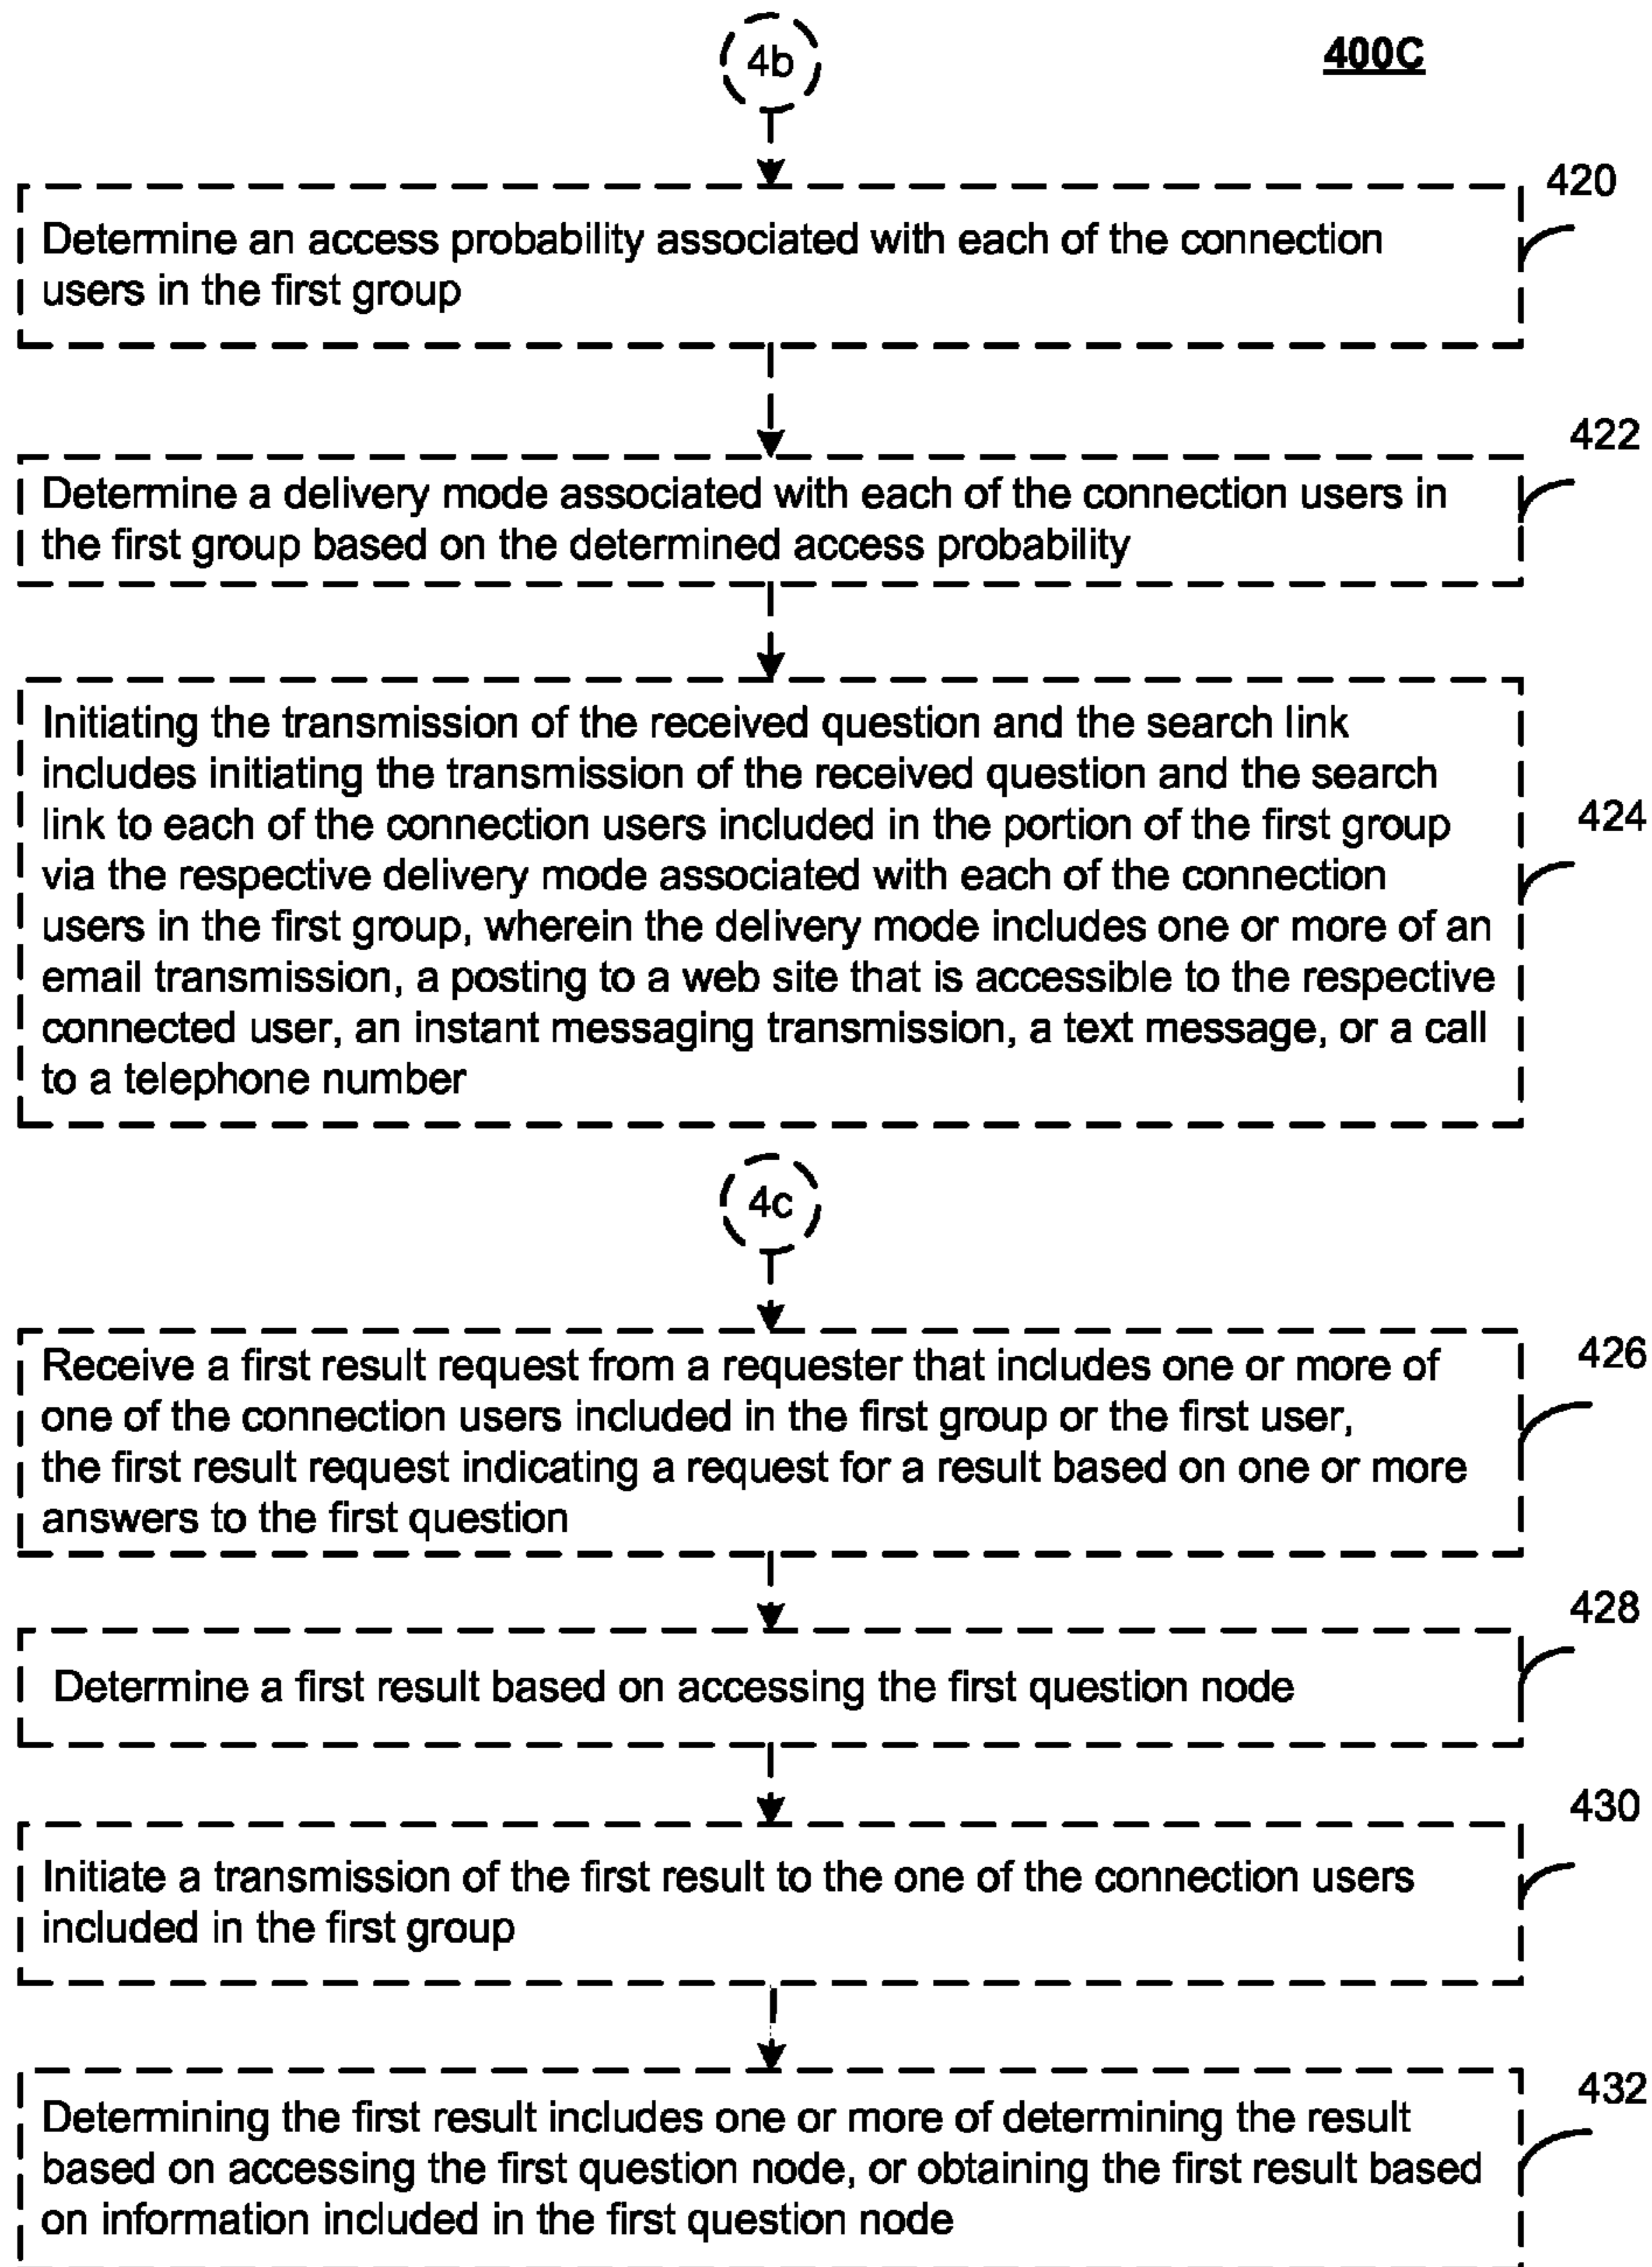 4b
400C
420
Determine an access probability associated with each of the connection
users in the first group
422
Determine a delivery mode associated with each of the connection users in
the first group based on the determined access probability
Initiating the transmission of the received question and the search link
includes initiating the transmission of the received question and the search
link to each of the connection users included in the portion of the first group
424
via the respective delivery mode associated with each of the connection
users in the first group, wherein the delivery mode includes one or more of an
email transmission, a posting to a web site that is accessible to the respective
connected user, an instant messaging transmission, a text message, or a call
to a telephone number
4c
426
Receive a first result request from a requester that includes one or more of
one of the connection users included in the first group or the first user,
the first result request indicating a request for a result based on one or more
answers to the first question
428
Determine a first result based on accessing the first question node
430
Initiate a transmission of the first result to the one of the connection users
included in the first group
432
Determining the first result includes one or more of determining the result
based on accessing the first question node, or obtaining the first result based
on information included in the first question node